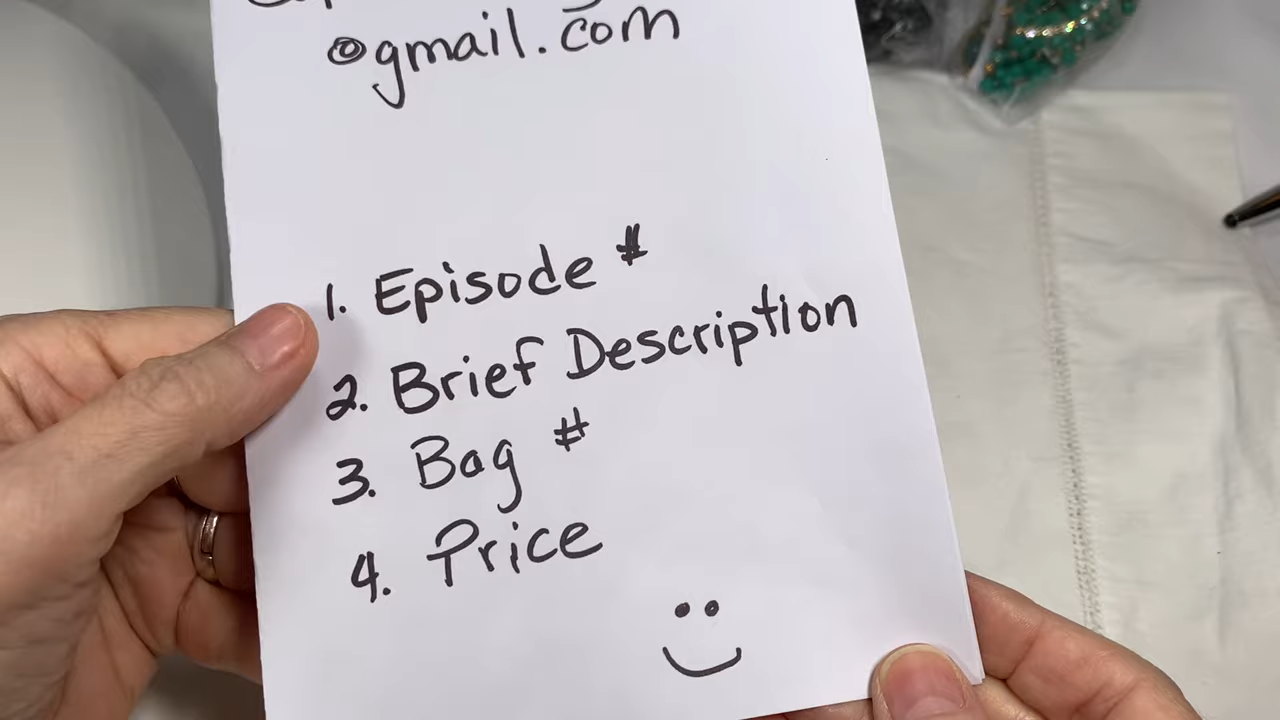 @gmail.com
1. Episode #
2. Brief Description
3. Bag #
4. Price